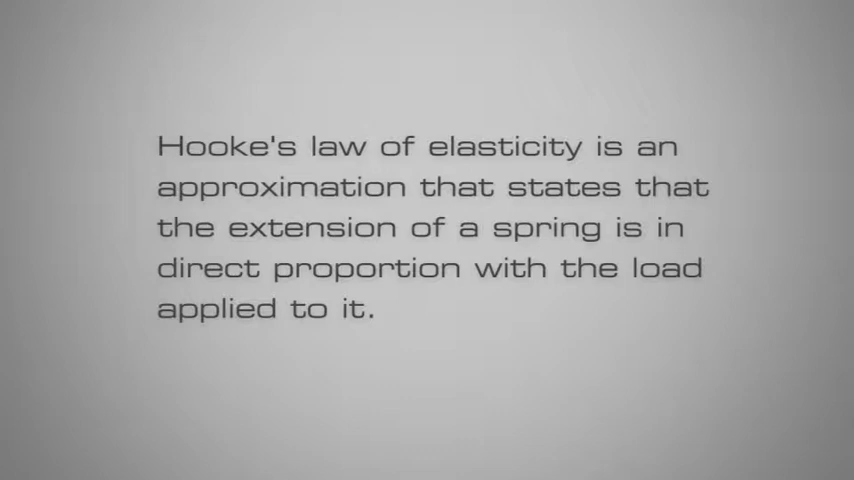 Hooke's law of elasticity is an
approximation that states that
the extension of a spring is in
direct proportion with the load
applied to it.